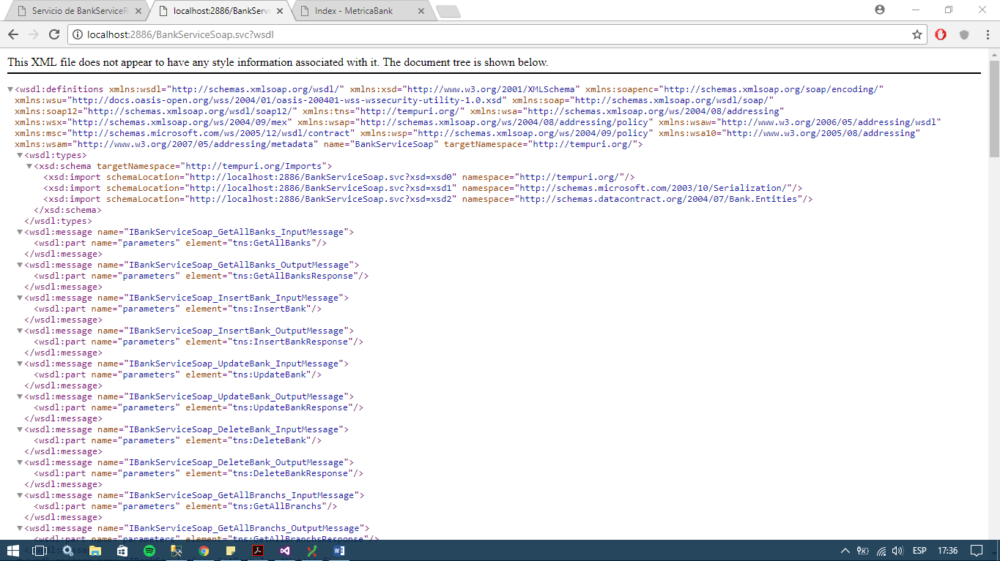 Servicio de BankServiceR
localhost:2886/BankServi
Index - MetricaBank
localhost:2886/BankServiceSoap.svc?wsdl
This XML file does not appear to have any style information associated with it. The document tree is shown below.
<wsdl:definitions xmlns:wsdl="http://schemas.xmlsoap.org/wsdl/" xmlns:xsd="http://www.w3.org/2001/XMLSchema" xmlns:soapenc="http://schemas.xmlsoap.org/soap/encoding/"
xmlns:wsu="http://docs.oasis-open.org/wss/2004/01/oasis-200401-wss-wssecurity-utility-1.0.xsd" xmlns:soap="http://schemas.xmlsoap.org/wsdl/soap/"
xmlns:soap12="http://schemas.xmlsoap.org/wsdl/soap12/" xmlns:tns="http://tempuri.org/" xmlns:wsa="http://schemas.xmlsoap.org/ws/2004/08/addressing"
xmlns:wsx="http://schemas.xmlsoap.org/ws/2004/09/mex" xmlns:wsap="http://schemas.xmlsoap.org/ws/2004/08/addressing/policy" xmlns:wsaw="http://www.w3.org/2006/05/addressing/wsdl"
xmlns:msc="http://schemas.microsoft.com/ws/2005/12/wsdl/contract" xmlns:wsp="http://schemas.xmlsoap.org/ws/2004/09/policy" xmlns:wsa10="http://www.w3.org/2005/08/addressing"
xmlns:wsam="http://www.w3.org/2007/05/addressing/metadata" name="BankServiceSoap" targetNamespace="http://tempuri.org/">
<wsdl:types>
<xsd:schema targetNamespace="http://tempuri.org/Imports">
<xsd:import schemaLocation="http://localhost:2886/BankServiceSoap.svc?xsd=xsd0" namespace="http://tempuri.org/"/>
<xsd:import schemaLocation="http://localhost:2886/BankServiceSoap.svc?xsd=xsd1" namespace="http://schemas.microsoft.com/2003/10/Serialization/"/>
<xsd:import schemaLocation="http://localhost:2886/BankServiceSoap.svc?xsd=xsd2" namespace="http://schemas.datacontract.org/2004/07/Bank.Entities"/>
</xsd:schema>
</wsdl:types>
<wsdl:message name="IBankServiceSoap_GetAllBanks_InputMessage">
<wsdl:part name="parameters" element="tns:GetAllBanks"/>
</wsdl:message>
<wsdl:message name="IBankServiceSoap_GetAllBanks_OutputMessage">
<wsdl:part name="parameters" element="tns:GetAllBanksResponse"/>
</wsdl:message>
<wsdl:message name="IBankServiceSoap_InsertBank_InputMessage">
<wsdl:part name="parameters" element="tns:InsertBank"/>
</wsdl:message>
<wsdl:message name="IBankServiceSoap_InsertBank_OutputMessage">
<wsdl:part name="parameters" element="tns:InsertBankResponse"/>
</wsdl:message>
<wsdl:message name="IBankServiceSoap_UpdateBank_InputMessage">
<wsdl:part name="parameters" element="tns:UpdateBank"/>
</wsdl:message>
<wsdl:message name="IBankServiceSoap_UpdateBank_OutputMessage">
<wsdl:part name="parameters" element="tns:UpdateBankResponse"/>
</wsdl:message>
<wsdl:message name="IBankServiceSoap_DeleteBank_InputMessage">
<wsdl:part name="parameters" element="tns:DeleteBank"/>
</wsdl:message>
<wsdl:message name="IBankServiceSoap_DeleteBank_OutputMessage">
<wsdl:part name="parameters" element="tns:DeleteBankResponse"/>
</wsdl:message>
<wsdl:message name="IBankServiceSoap_GetAllBranchs_InputMessage">
<wsdl:part name="parameters" element="tns:GetAllBranchs"/>
</wsdl:message>
<wsdl:message name="IBankServiceSoap_GetAllBranchs_OutputMessage">
<wsdl:part name="parameters" element="tns:GetAllBranchsResponse"/>
ESP 17:36